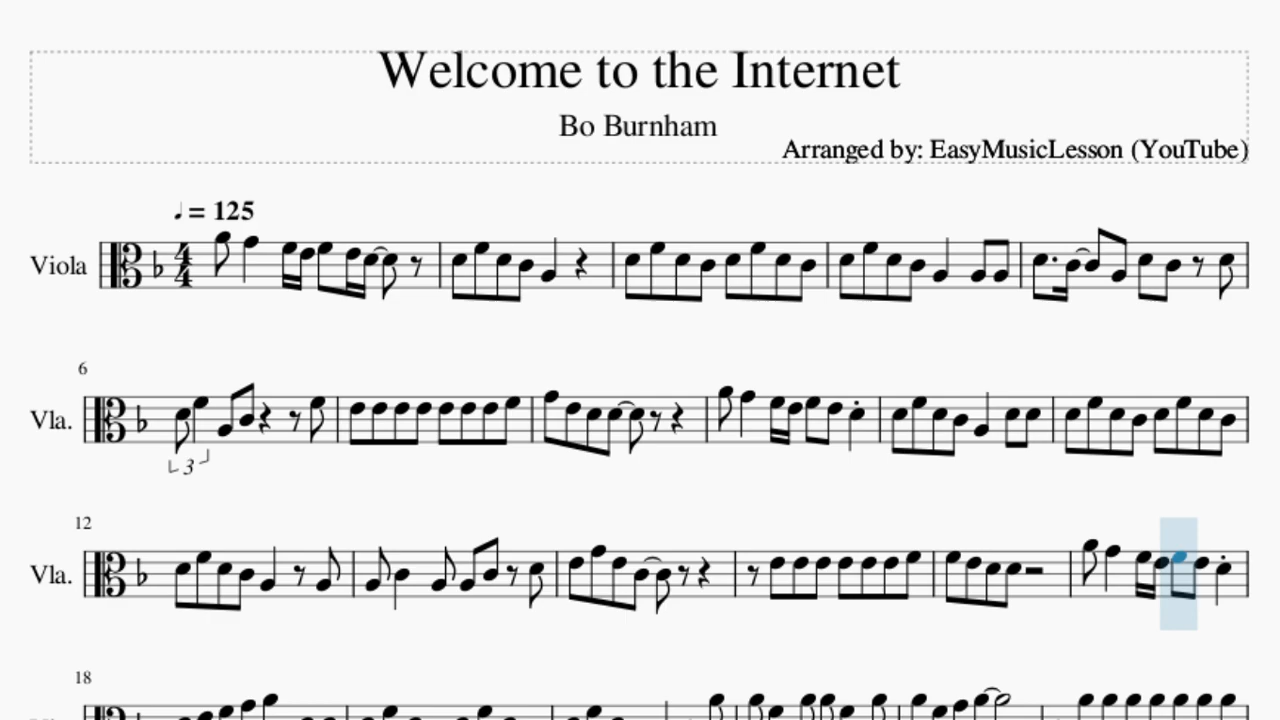 Welcome to the Internet
Bo Burnham
Arranged by: EasyMusicLesson (YouTube)
♩ = 125
Viola
4
4
6
Vla.
3
12
Vla.
18